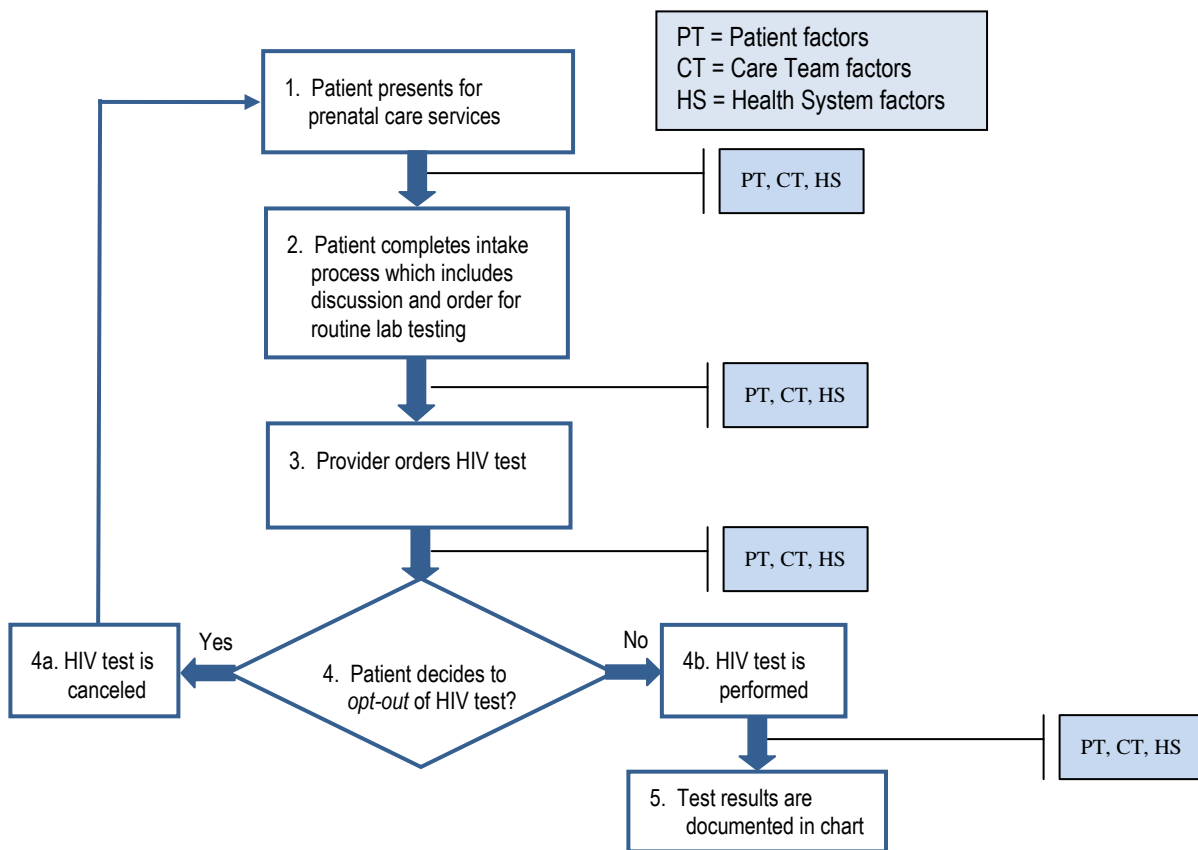 PT = Patient factors
CT = Care Team factors
HS = Health System factors
1. Patient presents for
prenatal care services
PT, CT, HS
2. Patient completes intake
process which includes
discussion and order for
routine lab testing
PT, CT, HS
3. Provider orders HIV test
PT, CT, HS
Yes
No
4a. HIV test is
canceled
4. Patient decides to
opt-out of HIV test?
4b. HIV test is
performed
PT, CT, HS
5. Test results are
documented in chart